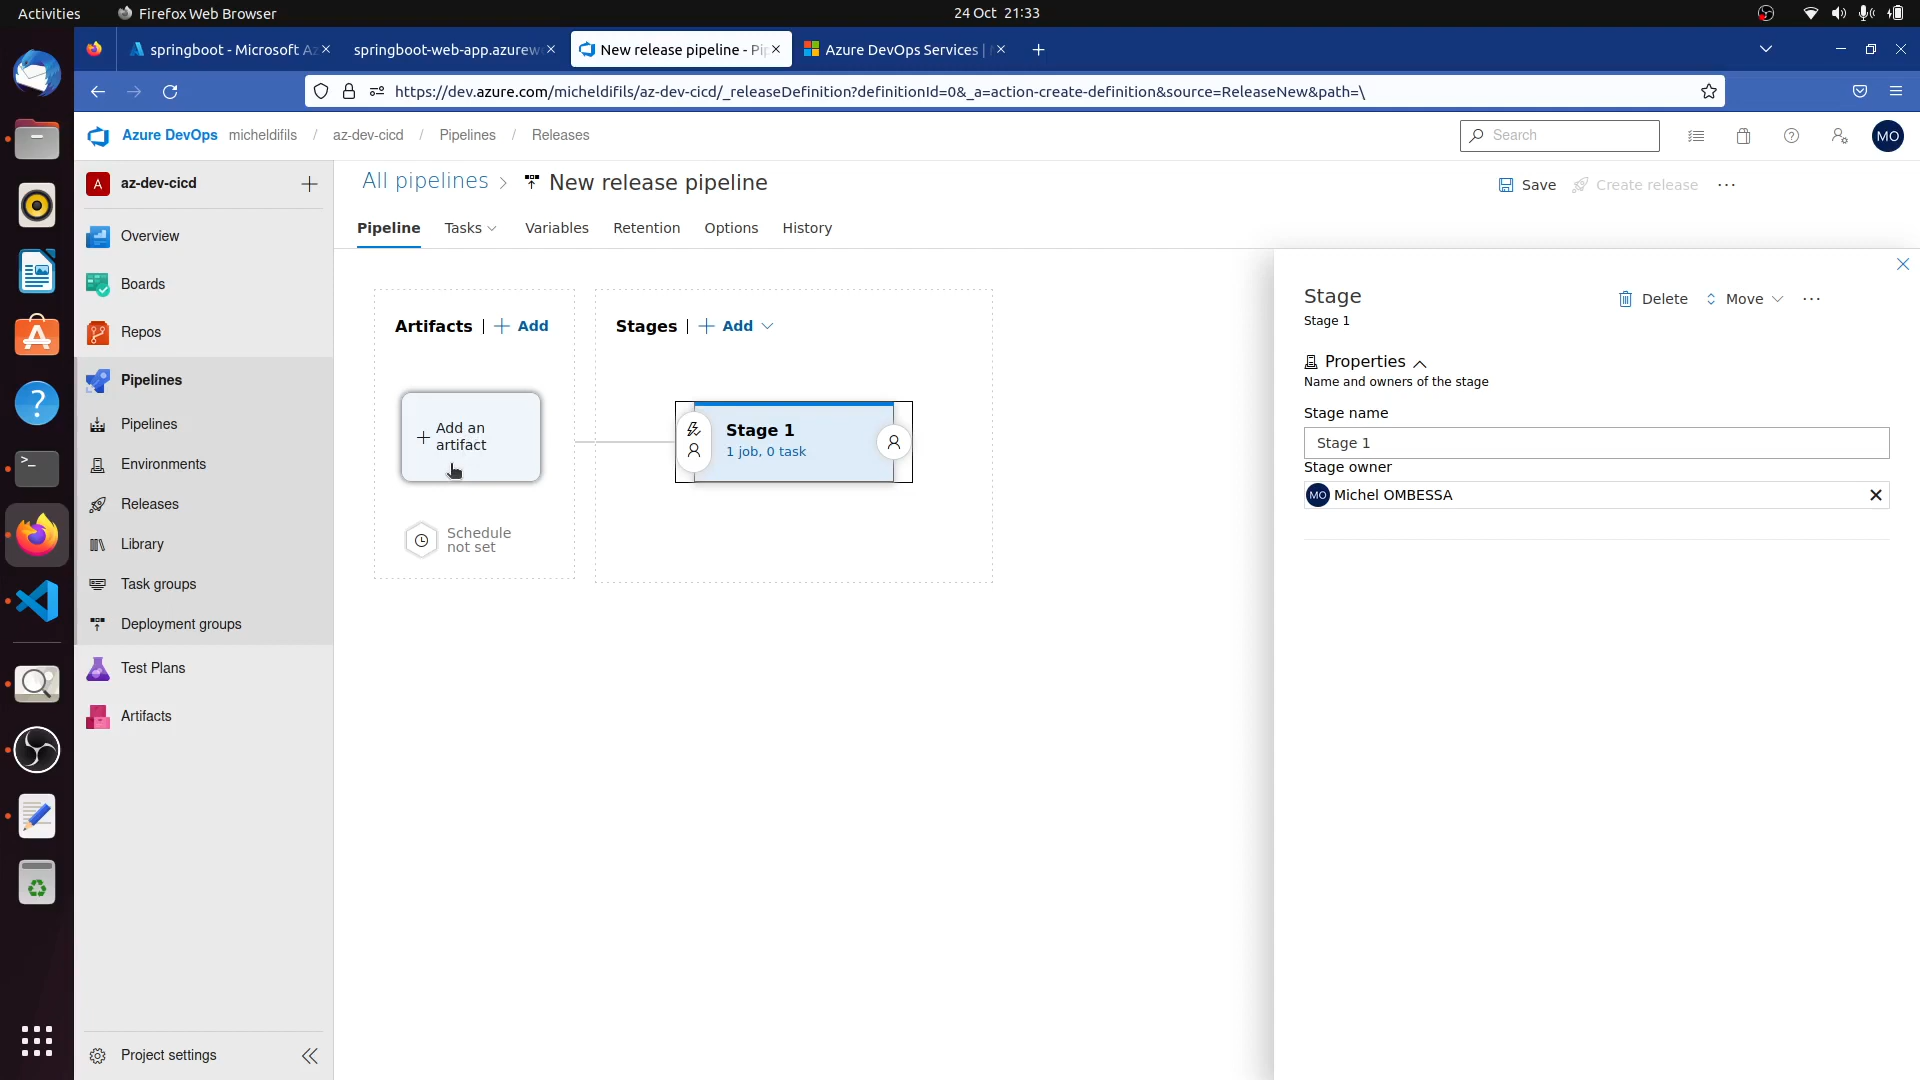 Activities
Firefox Web Browser
24 Oct 21:33
springboot - Microsoft Az
springboot-web-app.azurew
New release pipeline - Pip
Azure DevOps Services |
https://dev.azure.com/micheldifils/az-dev-cicd/_releaseDefinition?definitionId=0&_a=action-create-definition&source=ReleaseNew&path=\
Azure DevOps micheldifils / az-dev-cicd / Pipelines / Releases
Search
MO
A az-dev-cicd
Overview
Boards
Repos
Pipelines
Pipelines
Environments
Releases
Library
Task groups
Deployment groups
Test Plans
Artifacts
Project settings
All pipelines > New release pipeline
Save
Create release
Pipeline
Tasks
Variables
Retention
Options
History
Artifacts | + Add
Add an
artifact
Schedule
not set
Stages | + Add
Stage 1
1 job, 0 task
Stage
Stage 1
Delete
Move
Properties
Name and owners of the stage
Stage name
Stage 1
Stage owner
MO Michel OMBESSA